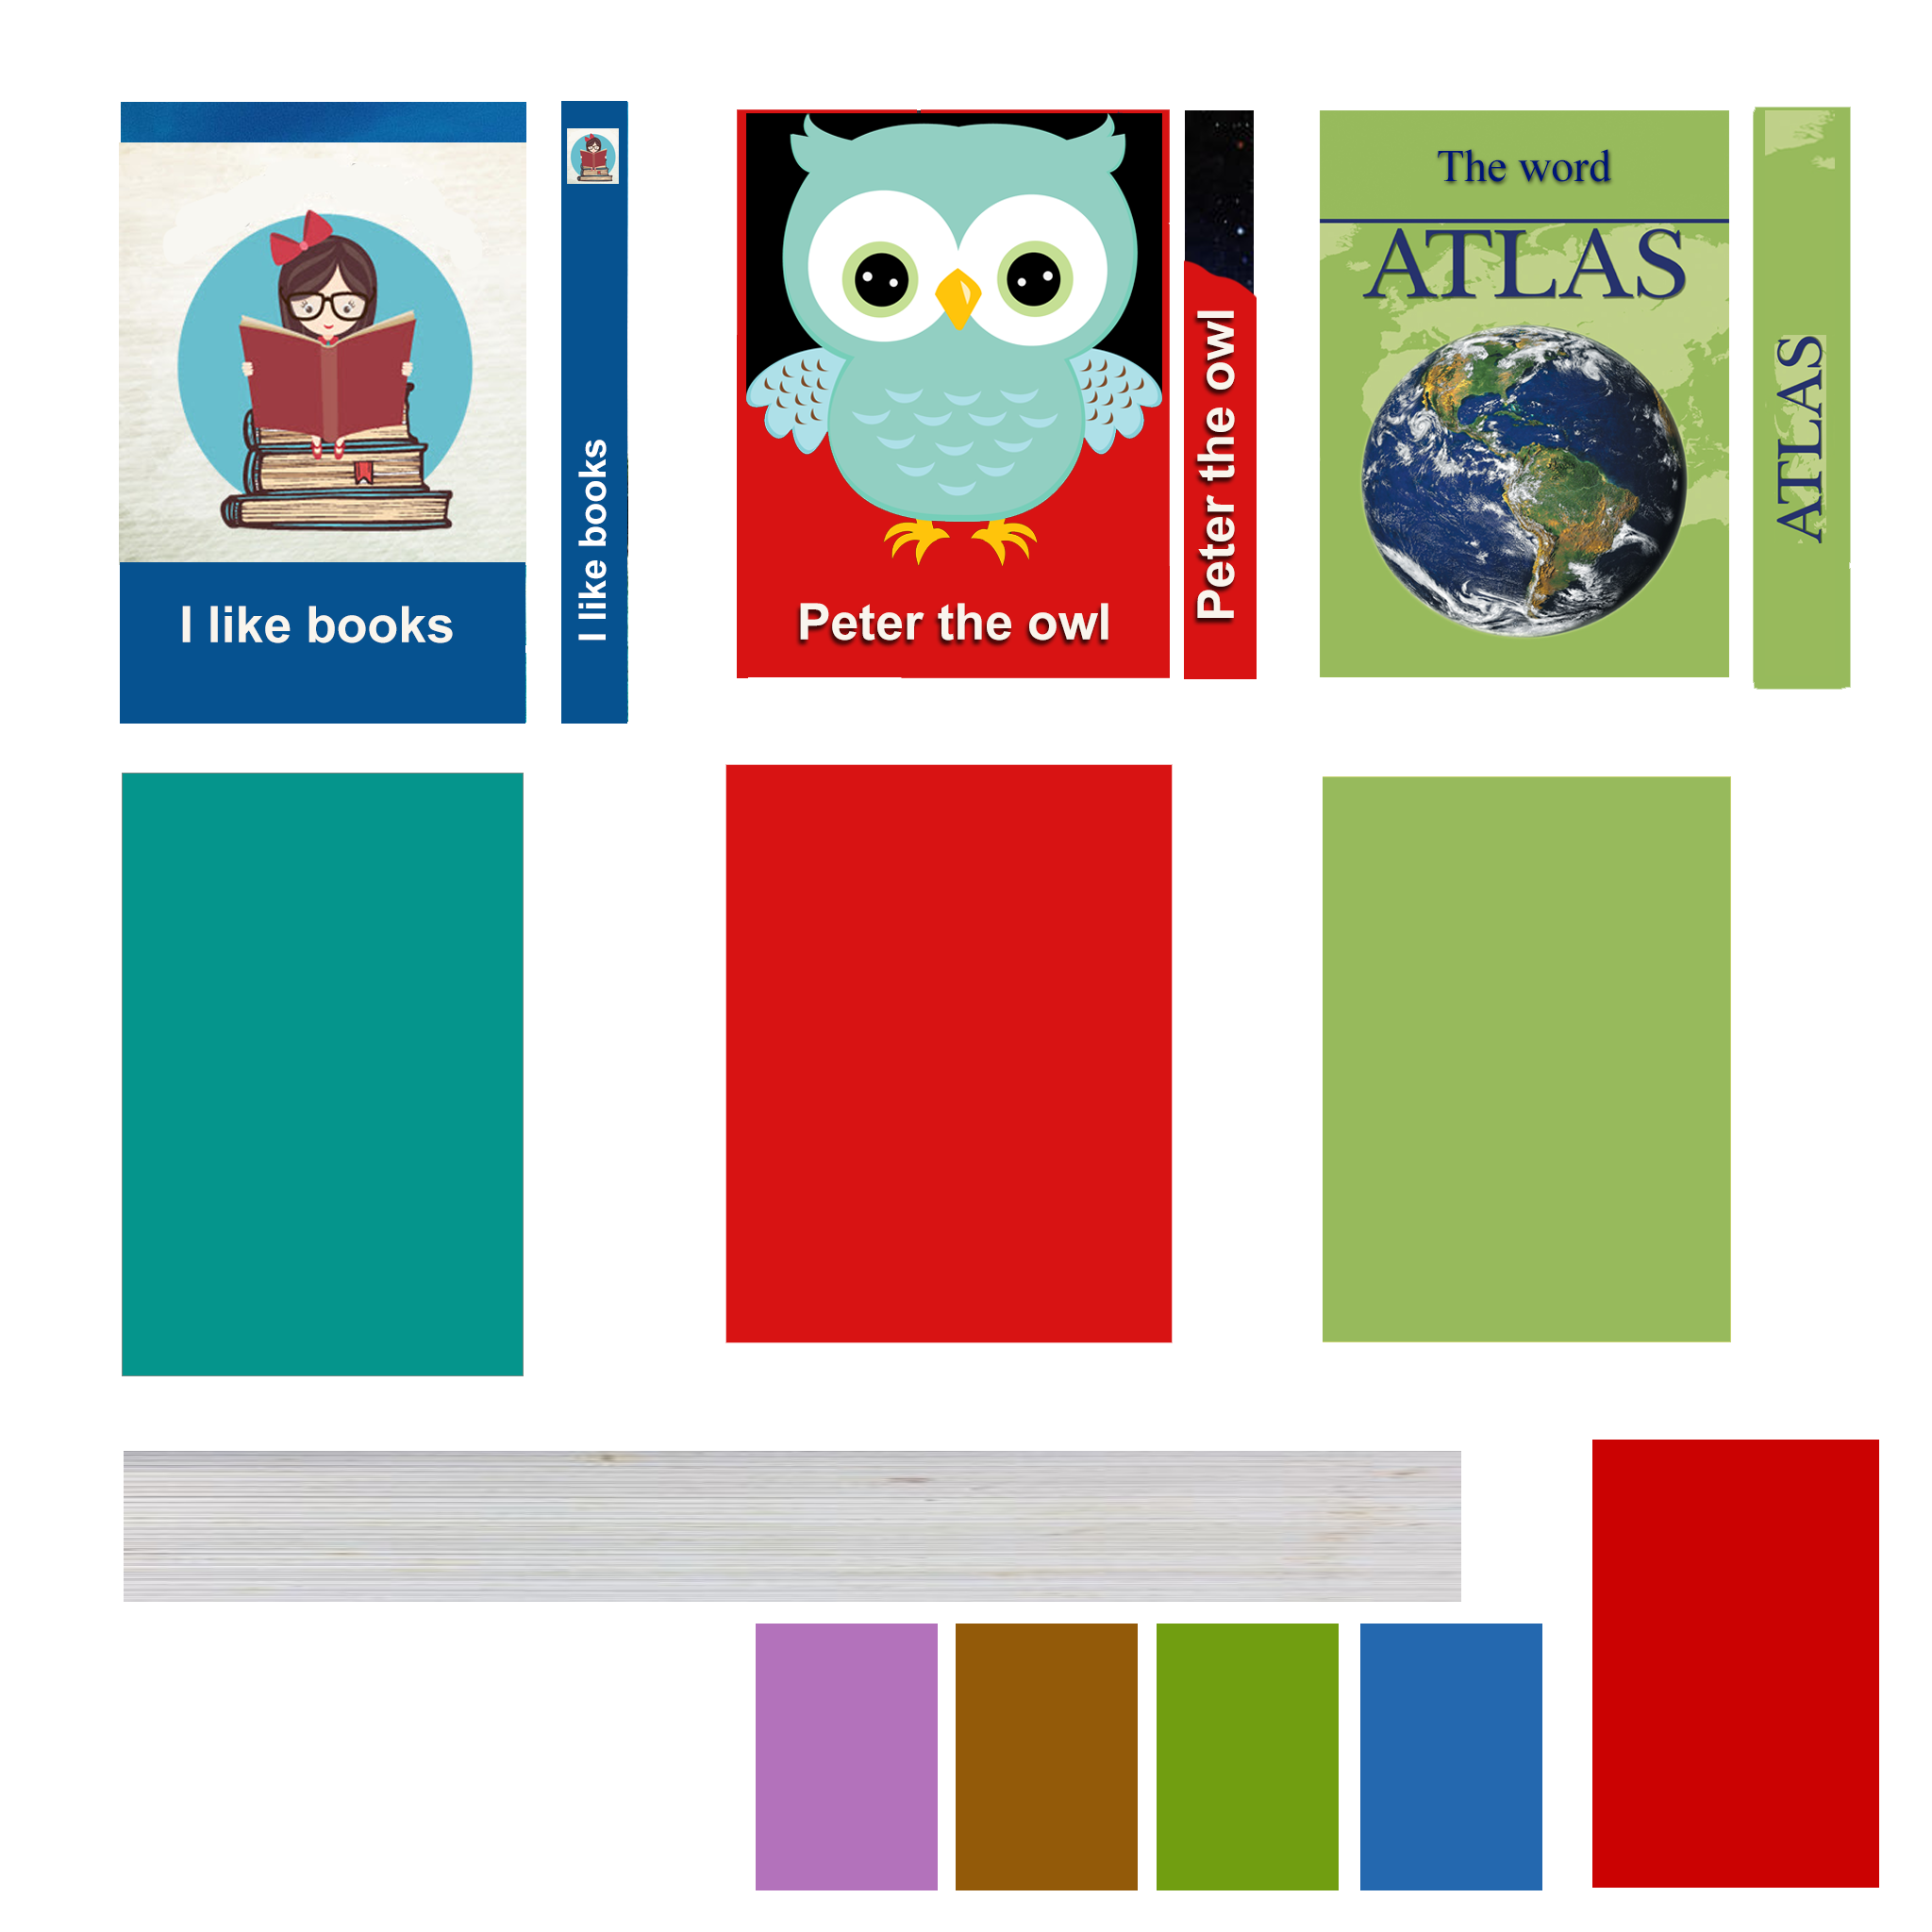 I like books
I like books
Peter the owl
Peter the owl
The word
ATLAS
ATLAS